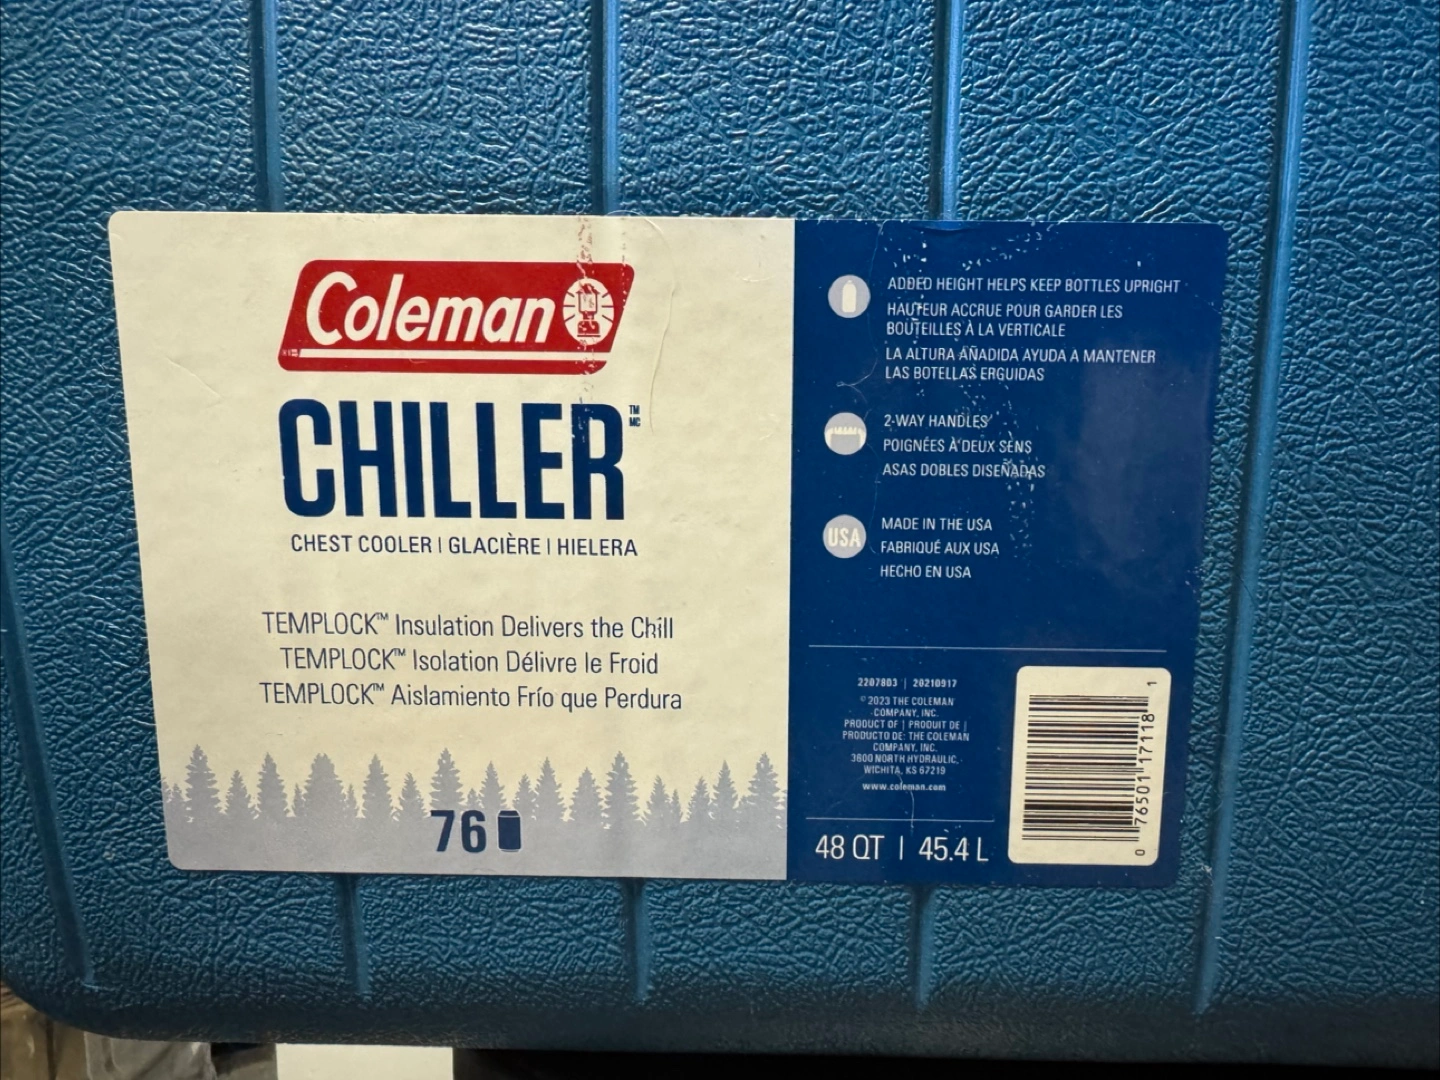 Coleman
CHILLER™
MC
CHEST COOLER | GLACIÈRE | HIELERA
TEMPLOCK™ Insulation Delivers the Chill
TEMPLOCK™ Isolation Délivre le Froid
TEMPLOCK™ Aislamiento Frío que Perdura
76
ADDED HEIGHT HELPS KEEP BOTTLES UPRIGHT
HAUTEUR ACCRUE POUR GARDER LES
BOUTEILLES À LA VERTICALE
LA ALTURA AÑADIDA AYUDA A MANTENER
LAS BOTELLAS ERGUIDAS
2-WAY HANDLES
POIGNÉES À DEUX SENS
ASAS DOBLES DISEÑADAS
USA
MADE IN THE USA
FABRIQUÉ AUX USA
HECHO EN USA
2207803 | 20210917
© 2023 THE COLEMAN
COMPANY, INC.
PRODUCT OF | PRODUIT DE |
PRODUCTO DE: THE COLEMAN
COMPANY, INC.
3600 NORTH HYDRAULIC,
WICHITA, KS 67219
www.coleman.com
48 QT | 45.4 L
0 76501 17118 1